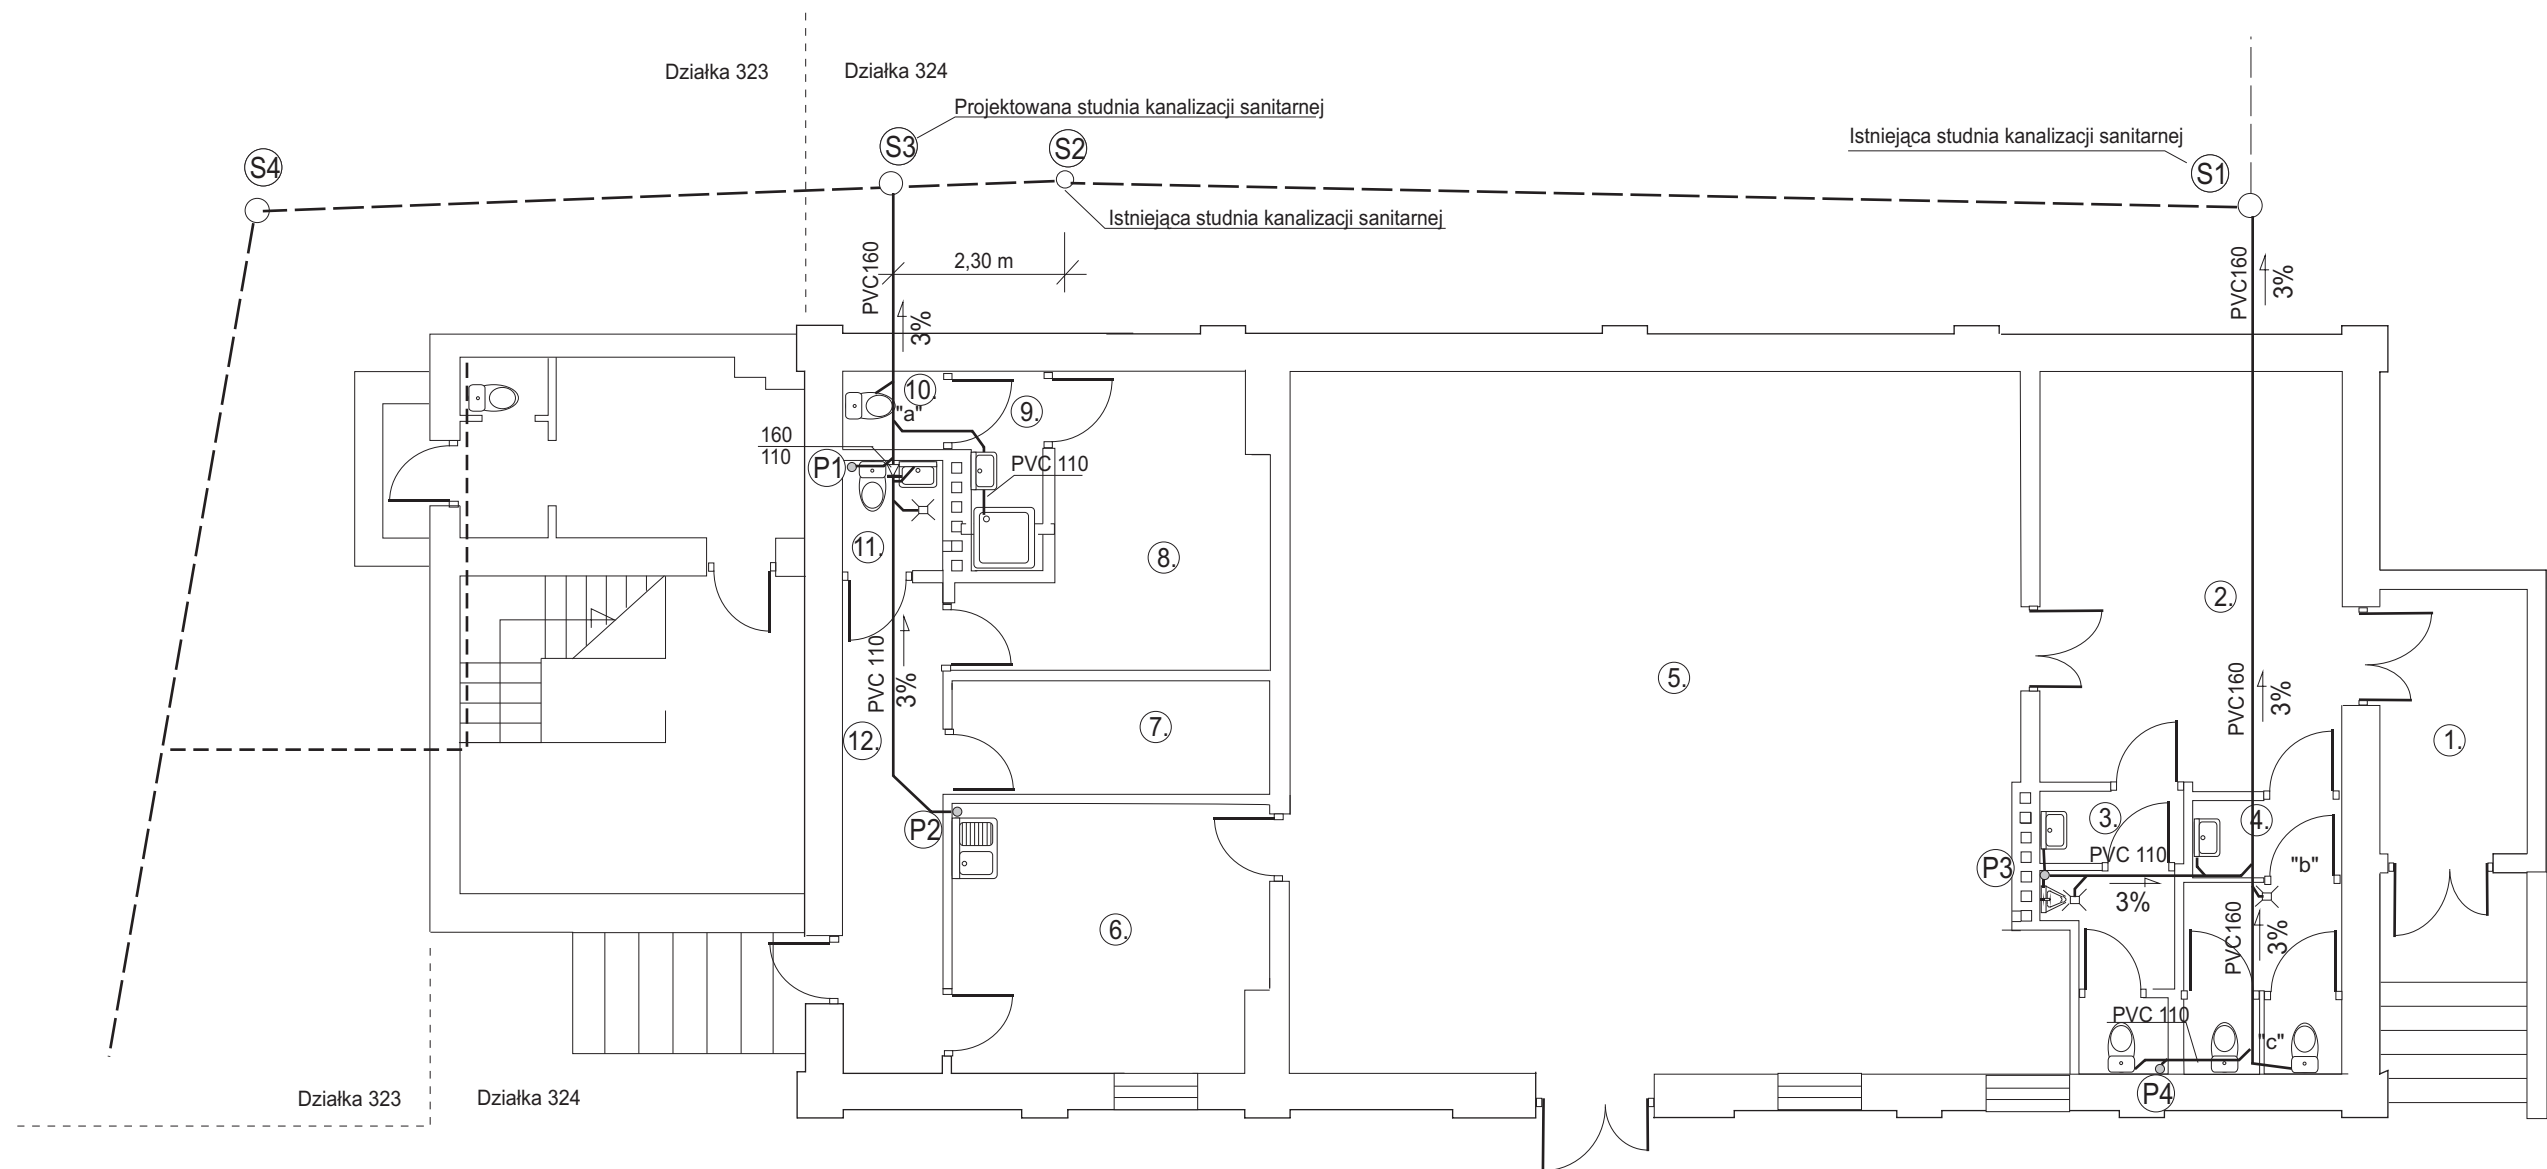 Działka 323
Działka 324
Projektowana studnia kanalizacji sanitarnej
Istniejąca studnia kanalizacji sanitarnej
S4
S3
S2
S1
Istniejąca studnia kanalizacji sanitarnej
PVC160
2,30 m
3%
PVC160
3%
10.
"a"
9.
160
110
P1
PVC 110
11.
8.
2.
PVC 110
3%
5.
PVC160
3%
7.
12.
1.
P2
3.
4.
PVC 110
"b"
P3
3%
6.
PVC160
3%
PVC 110
"c"
P4
Działka 323
Działka 324